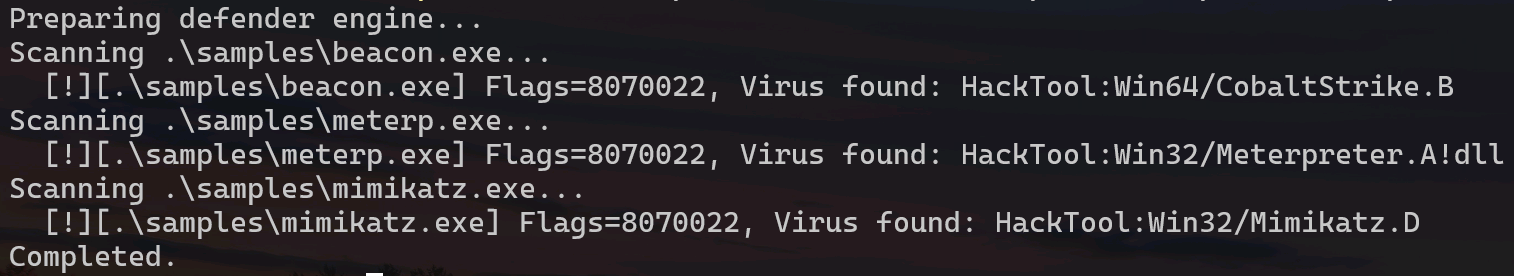 Preparing defender engine...
Scanning .\samples\beacon.exe...
[!][.\samples\beacon.exe] Flags=8070022, Virus found: HackTool:Win64/CobaltStrike.B
Scanning .\samples\meterp.exe...
[!][.\samples\meterp.exe] Flags=8070022, Virus found: HackTool:Win32/Meterpreter.A!dll
Scanning .\samples\mimikatz.exe...
[!][.\samples\mimikatz.exe] Flags=8070022, Virus found: HackTool:Win32/Mimikatz.D
Completed.